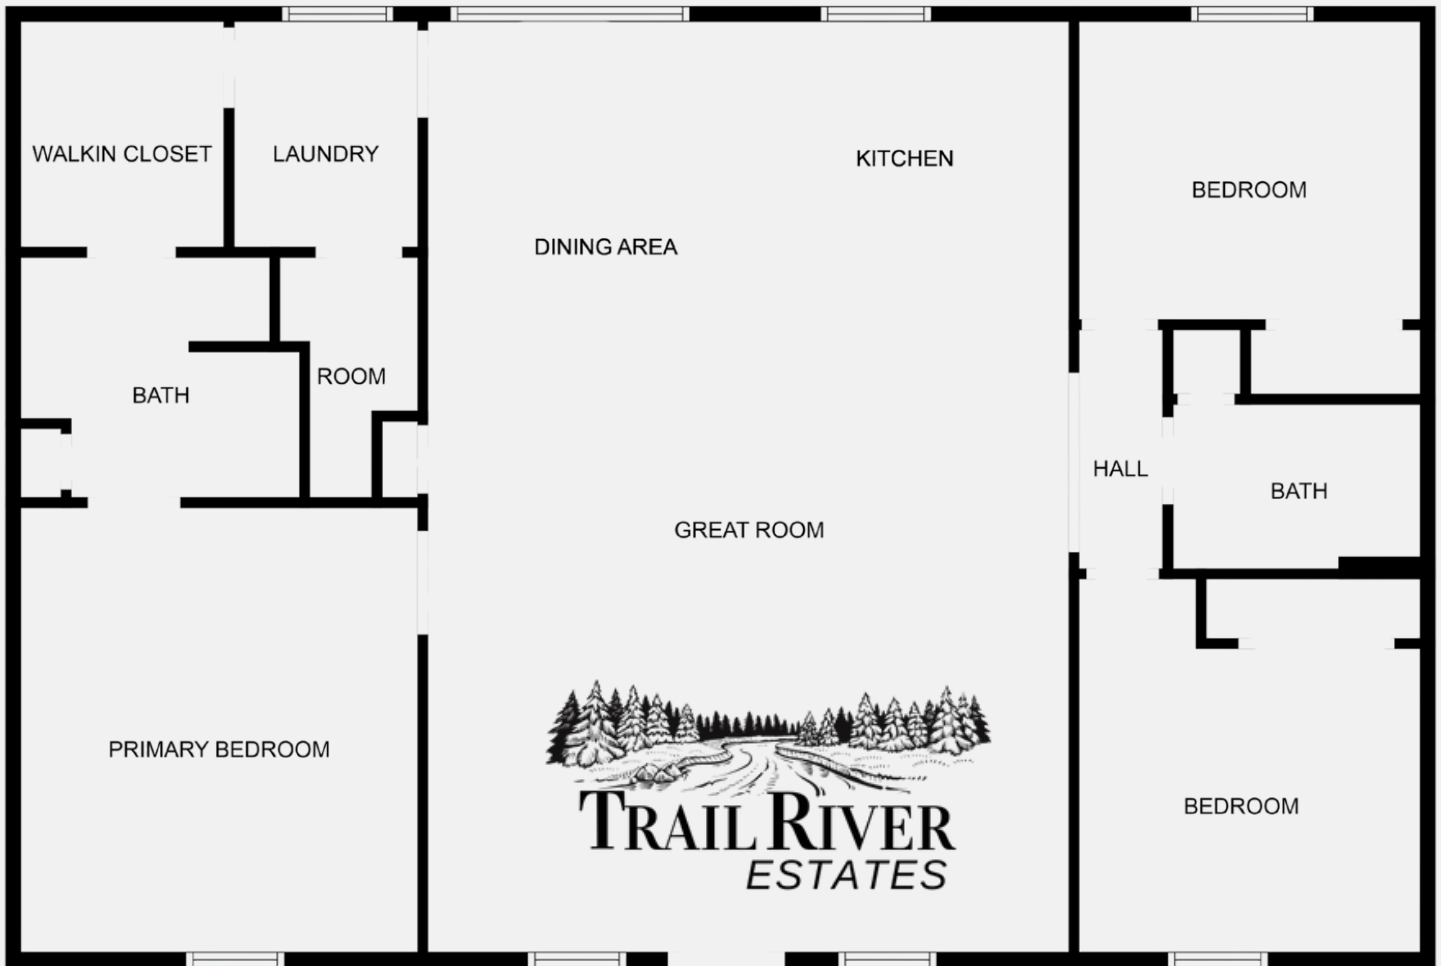 WALKIN CLOSET
LAUNDRY
KITCHEN
BEDROOM
DINING AREA
ROOM
BATH
HALL
BATH
GREAT ROOM
PRIMARY BEDROOM
BEDROOM
TRAIL RIVER
ESTATES